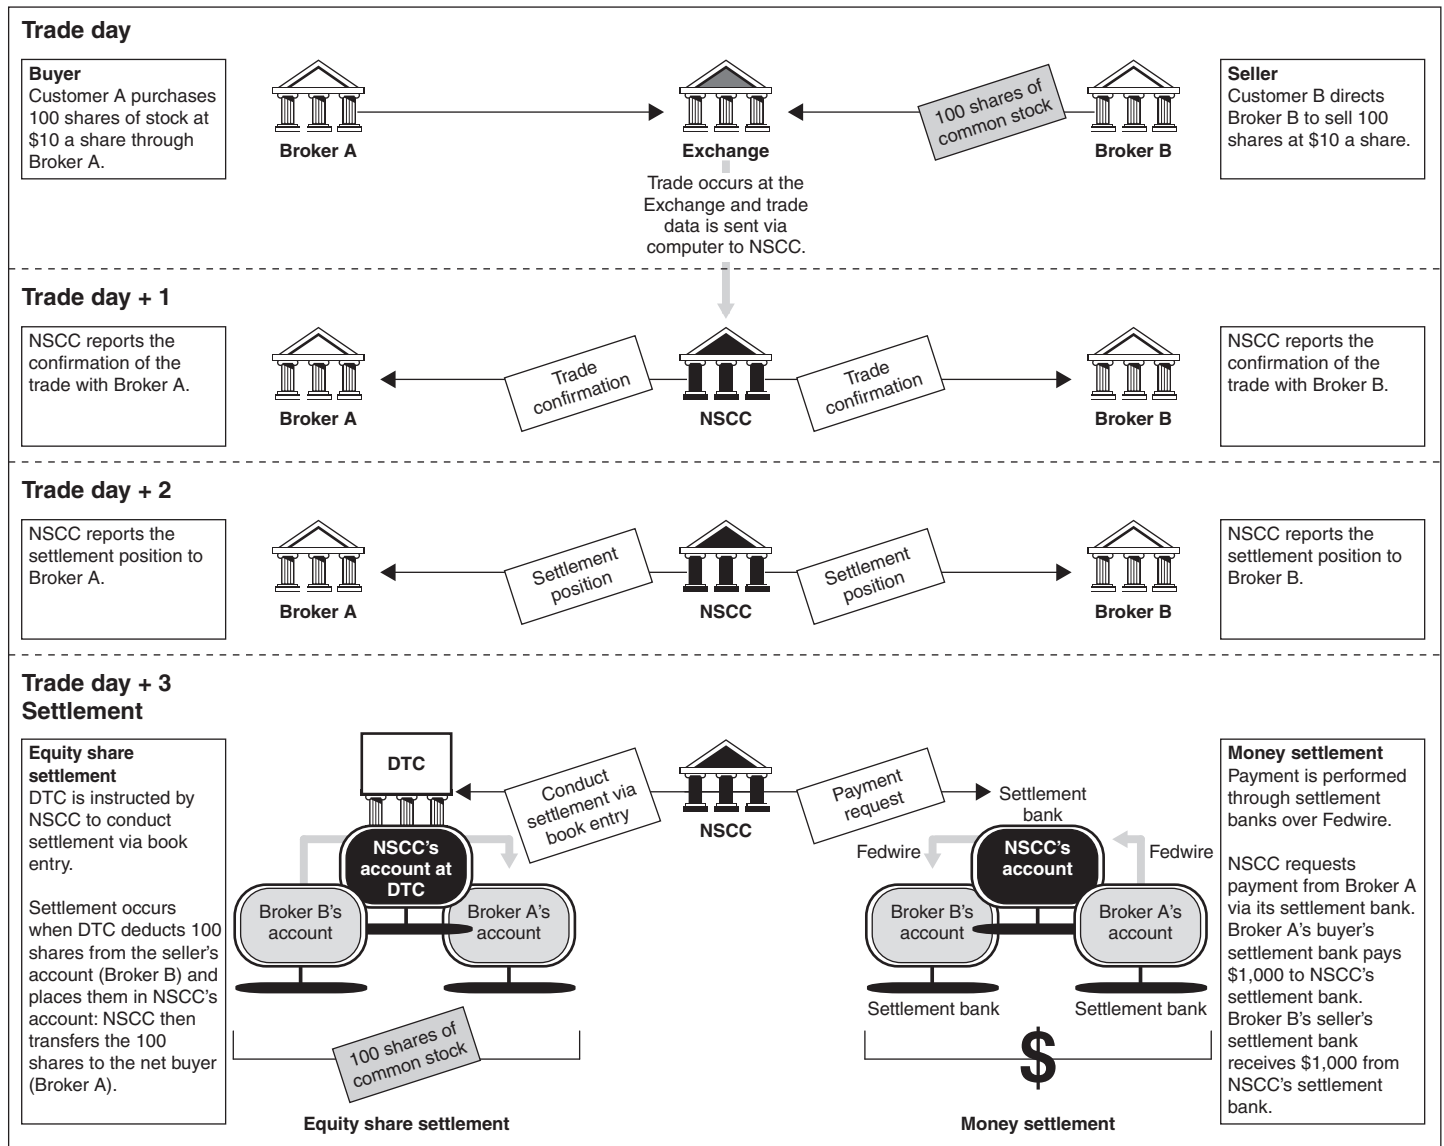 Trade day
Buyer
Customer A purchases
100 shares of stock at
$10 a share through
Broker A.
Broker A
Exchange
100 shares of
common stock
Broker B
Seller
Customer B directs
Broker B to sell 100
shares at $10 a share.
Trade occurs at the
Exchange and trade
data is sent via
computer to NSCC.
Trade day + 1
NSCC reports the
confirmation of the
trade with Broker A.
Broker A
Trade
confirmation
NSCC
Trade
confirmation
Broker B
NSCC reports the
confirmation of the
trade with Broker B.
Trade day + 2
NSCC reports the
settlement position to
Broker A.
Broker A
Settlement
position
NSCC
Settlement
position
Broker B
NSCC reports the
settlement position to
Broker B.
Trade day + 3
Settlement
Equity share
settlement
DTC is instructed by
NSCC to conduct
settlement via book
entry.
Settlement occurs
when DTC deducts 100
shares from the seller's
account (Broker B) and
places them in NSCC's
account: NSCC then
transfers the 100
shares to the net buyer
(Broker A).
DTC
Conduct
settlement via
book entry
NSCC
Payment
request
Settlement
bank
NSCC's
account at
DTC
Broker B's
account
Broker A's
account
100 shares of
common stock
Equity share settlement
Fedwire
NSCC's
account
Fedwire
Broker B's
account
Broker A's
account
Settlement bank
Settlement bank
$
Money settlement
Money settlement
Payment is performed
through settlement
banks over Fedwire.
NSCC requests
payment from Broker A
via its settlement bank.
Broker A's buyer's
settlement bank pays
$1,000 to NSCC's
settlement bank.
Broker B's seller's
settlement bank
receives $1,000 from
NSCC's settlement
bank.